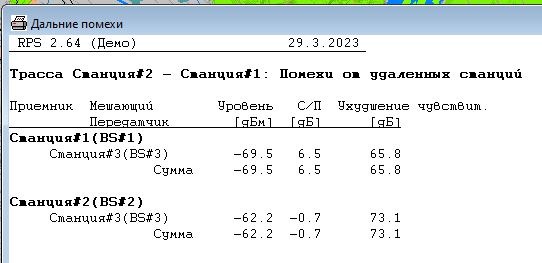 Дальние помехи
RPS 2.64 (Демо) 29.3.2023
Трасса Станция#2 – Станция#1: Помехи от удаленных станций
Приемник Мешающий Уровень С/П Ухудшение чувствит.
Передатчик [дБм] [дБ] [дБ]
Станция#1(BS#1)
Станция#3(BS#3) –69.5 6.5 65.8
Сумма –69.5 6.5 65.8
Станция#2(BS#2)
Станция#3(BS#3) –62.2 –0.7 73.1
Сумма –62.2 –0.7 73.1